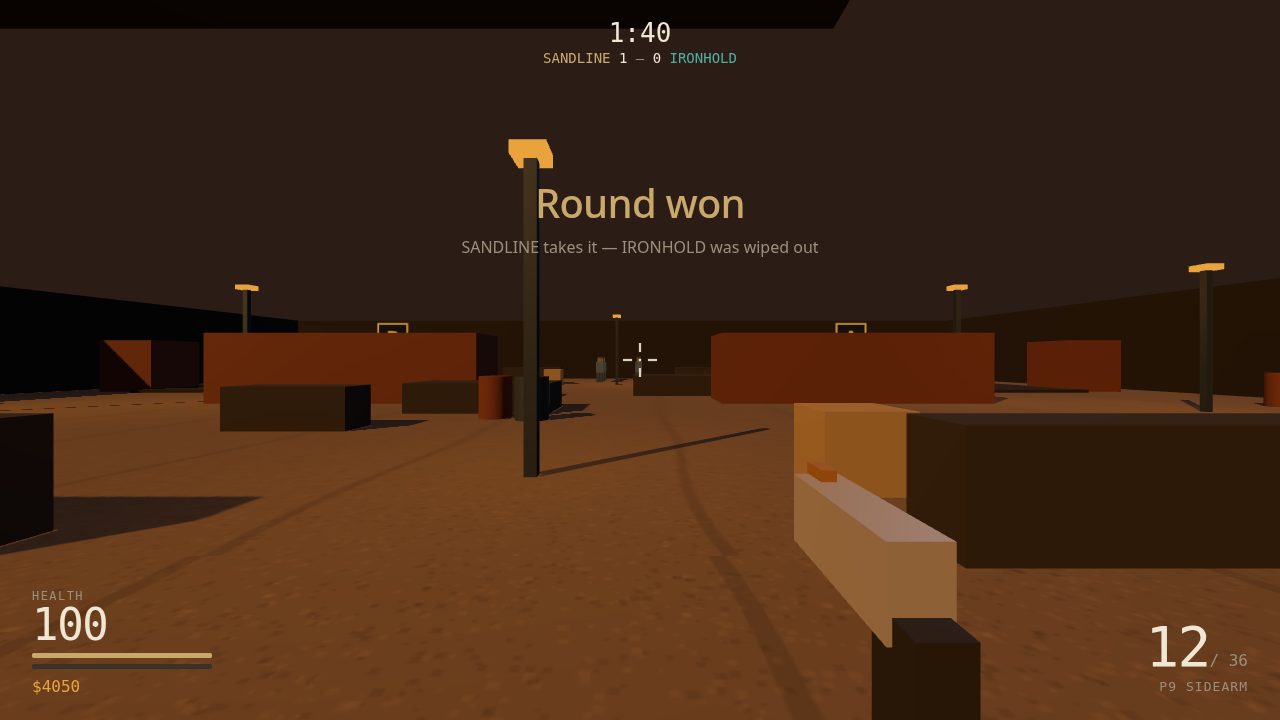 1:40
SANDLINE 1 — 0 IRONHOLD
Round won
SANDLINE takes it — IRONHOLD was wiped out
HEALTH
100
$4050
12 / 36
P9 SIDEARM